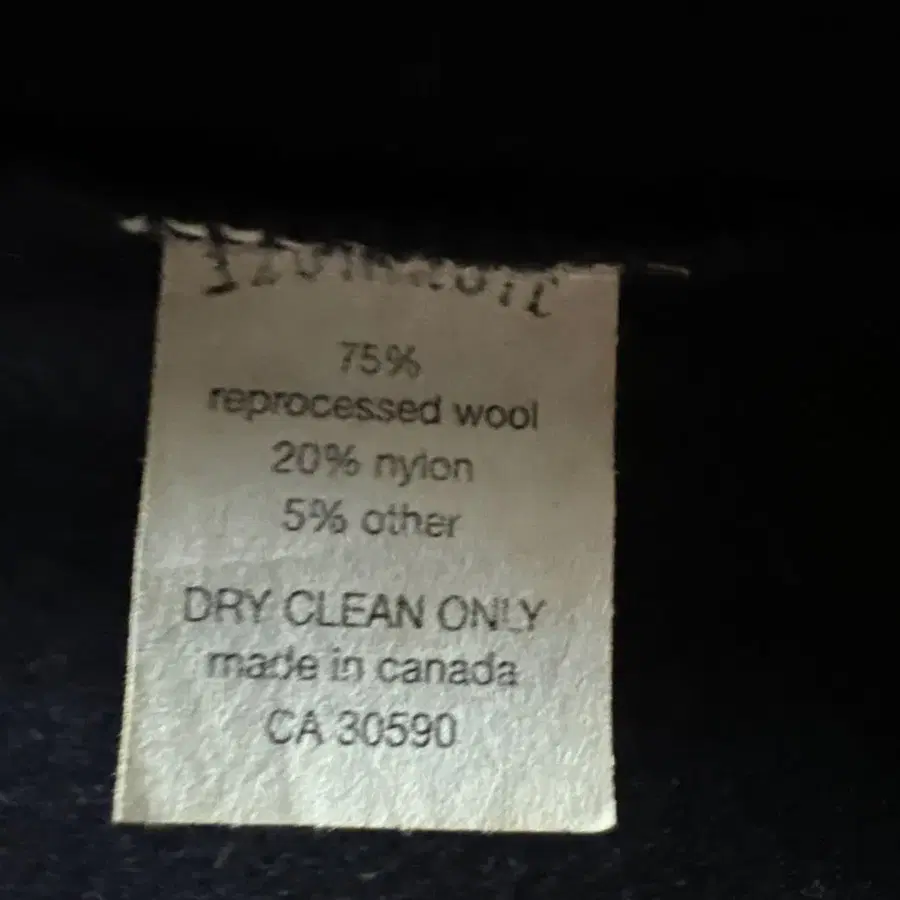 75%
reprocessed wool
20% nylon
5% other
DRY CLEAN ONLY
made in canada
CA 30590